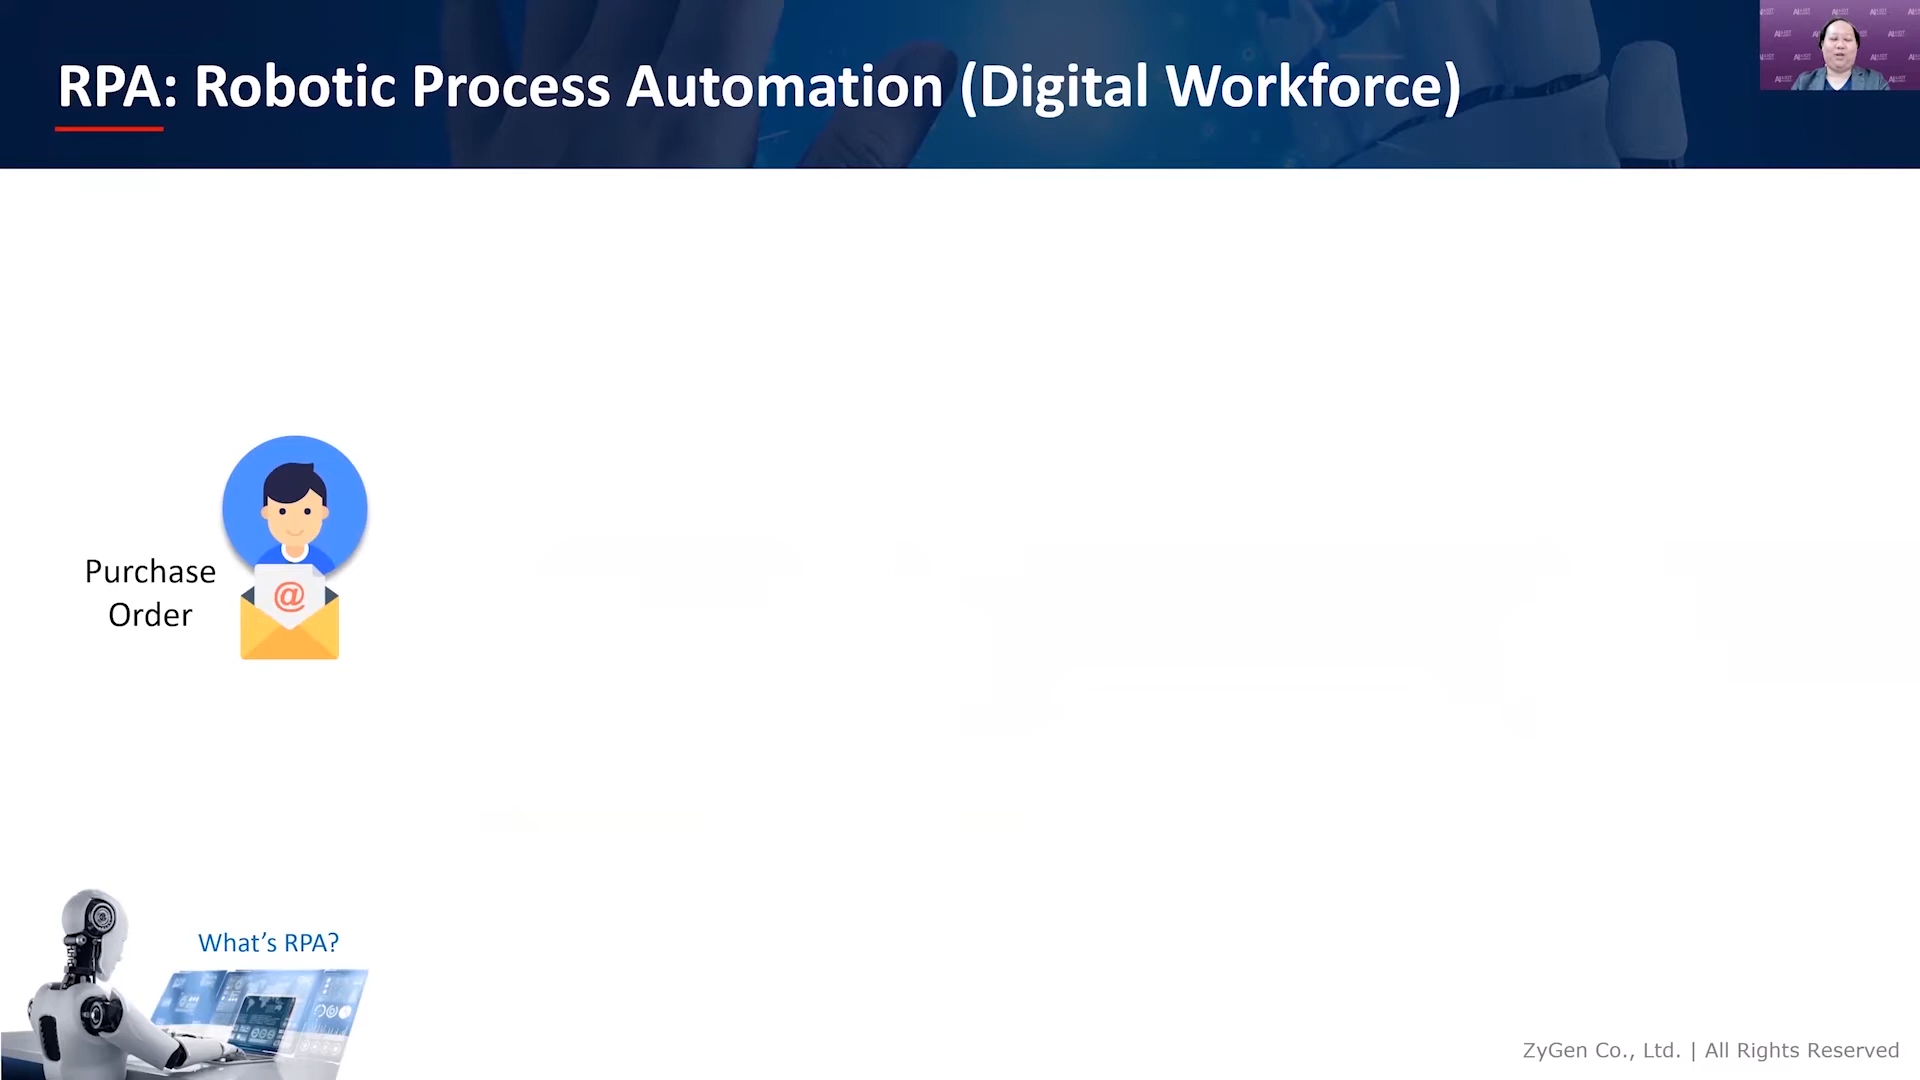 RPA: Robotic Process Automation (Digital Workforce)
Purchase
Order
@
What’s RPA?
ZyGen Co., Ltd. | All Rights Reserved